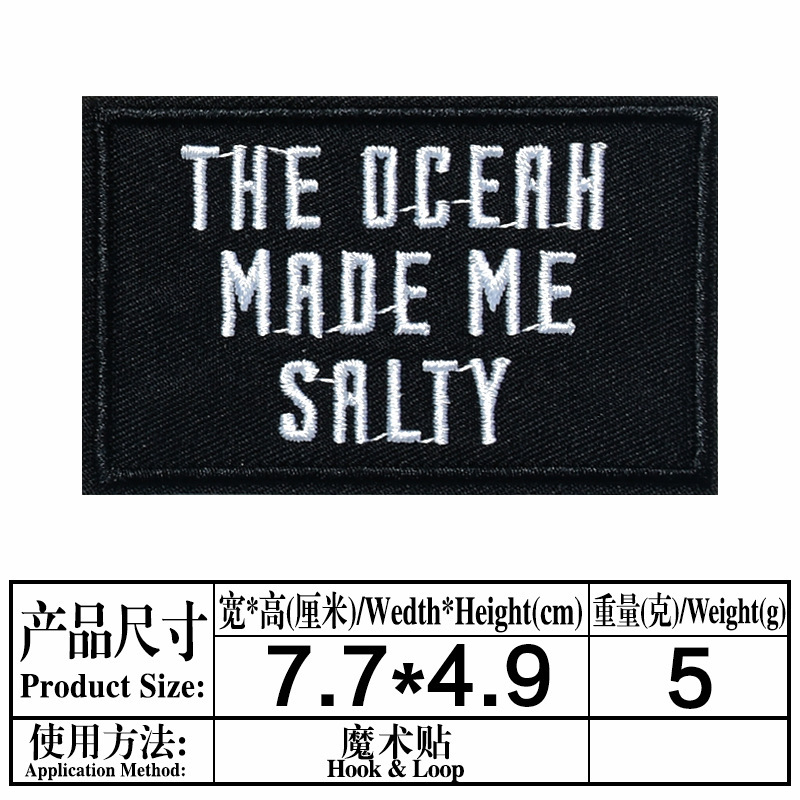 THE OCEAN
MADE ME
SALTY
产品尺寸
Product Size:
宽*高(厘米)/Wedth*Height(cm)
重量(克)/Weight(g)
7.7*4.9
5
使用方法:
Application Method:
魔术贴
Hook & Loop